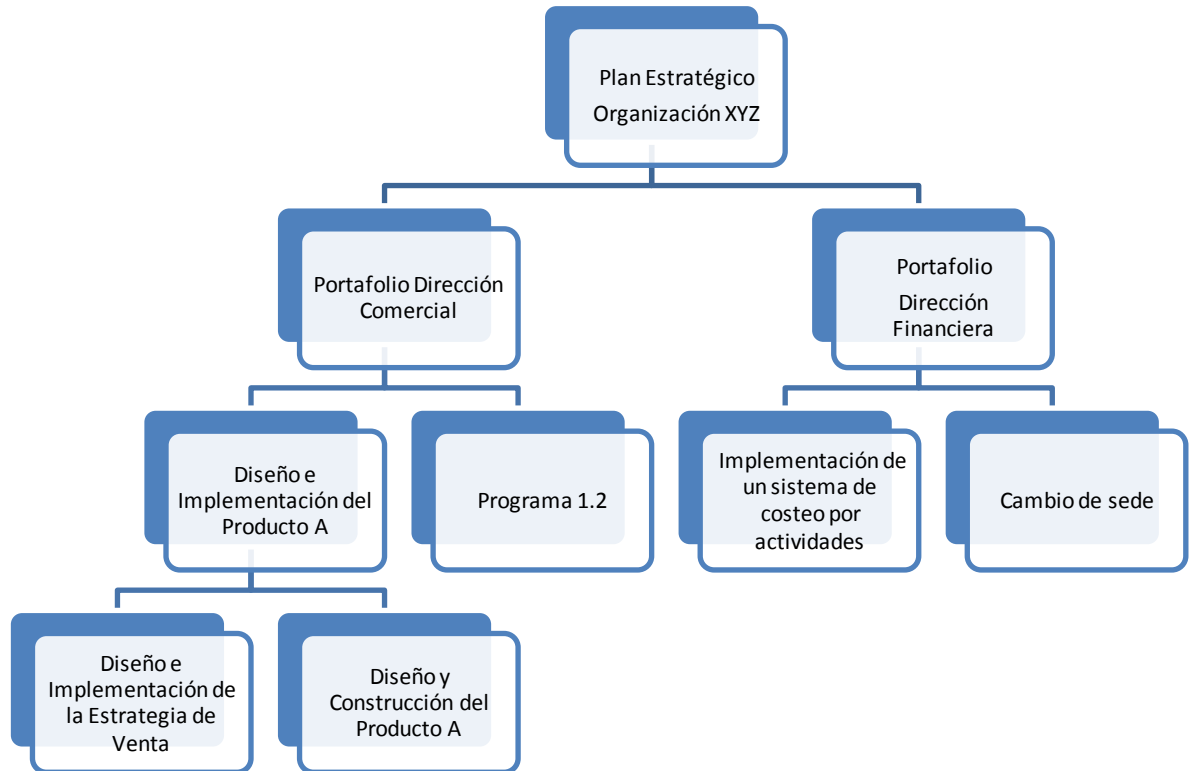 Plan Estratégico
Organización XYZ
Portafolio Dirección
Comercial
Portafolio
Dirección
Financiera
Diseño e
Implementación del
Producto A
Programa 1.2
Implementación de
un sistema de
costeo por
actividades
Cambio de sede
Diseño e
Implementación de
la Estrategia de
Venta
Diseño y
Construcción del
Producto A